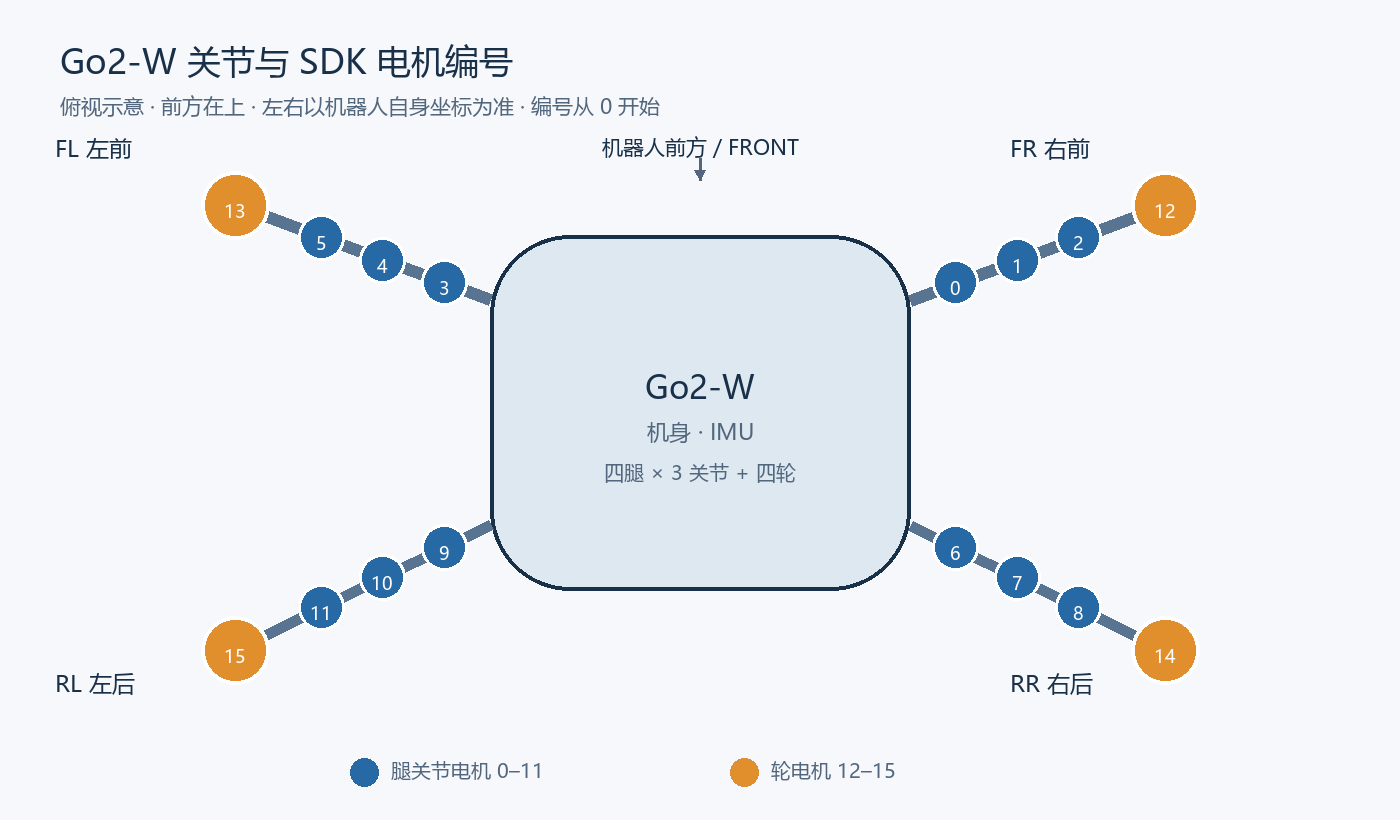 Go2-W 关节与 SDK 电机编号
俯视示意 · 前方在上 · 左右以机器人自身坐标为准 · 编号从 0 开始
FL 左前
机器人前方 / FRONT
FR 右前
13
12
5
2
4
1
3
0
Go2-W
机身 · IMU
四腿 × 3 关节 + 四轮
9
6
10
7
11
8
15
14
RL 左后
RR 右后
腿关节电机 0–11
轮电机 12–15